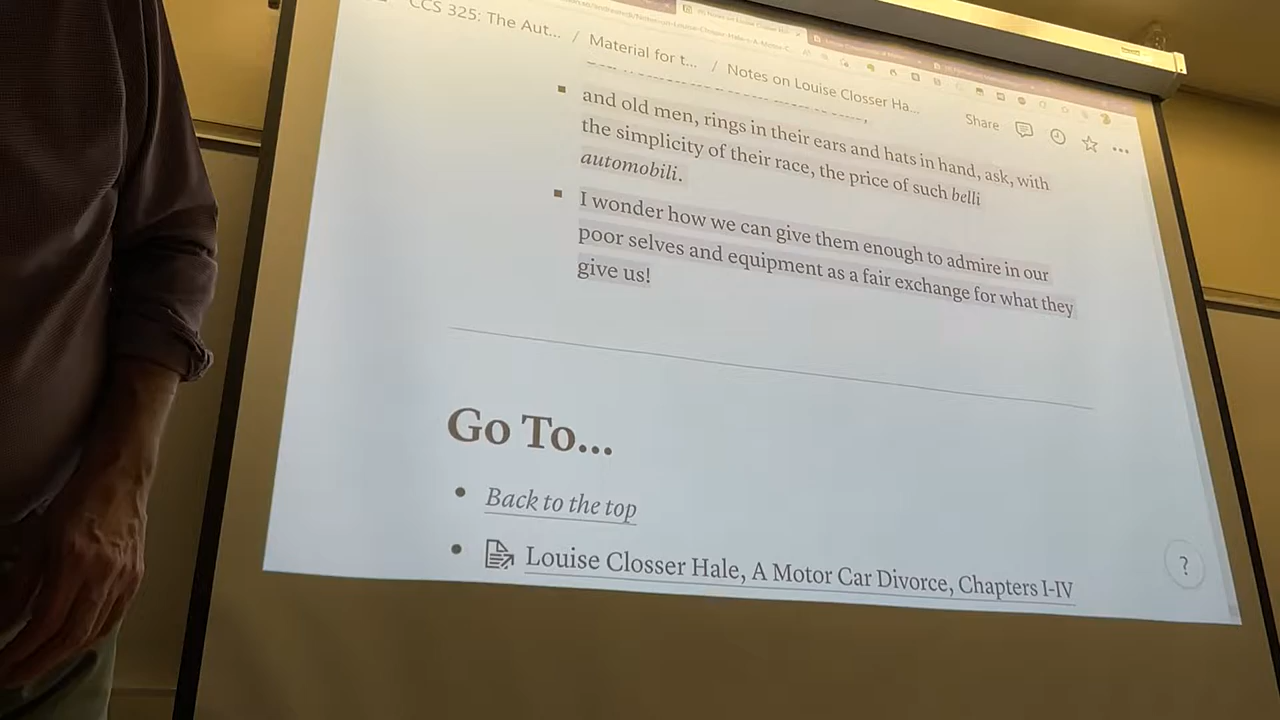 CCS 325: The Aut... / Material for t... / Notes on Louise Closser Ha...
Share
and old men, rings in their ears and hats in hand, ask, with
the simplicity of their race, the price of such belli
automobili.
I wonder how we can give them enough to admire in our
poor selves and equipment as a fair exchange for what they
give us!
Go To...
Back to the top
Louise Closser Hale, A Motor Car Divorce, Chapters I-IV
?